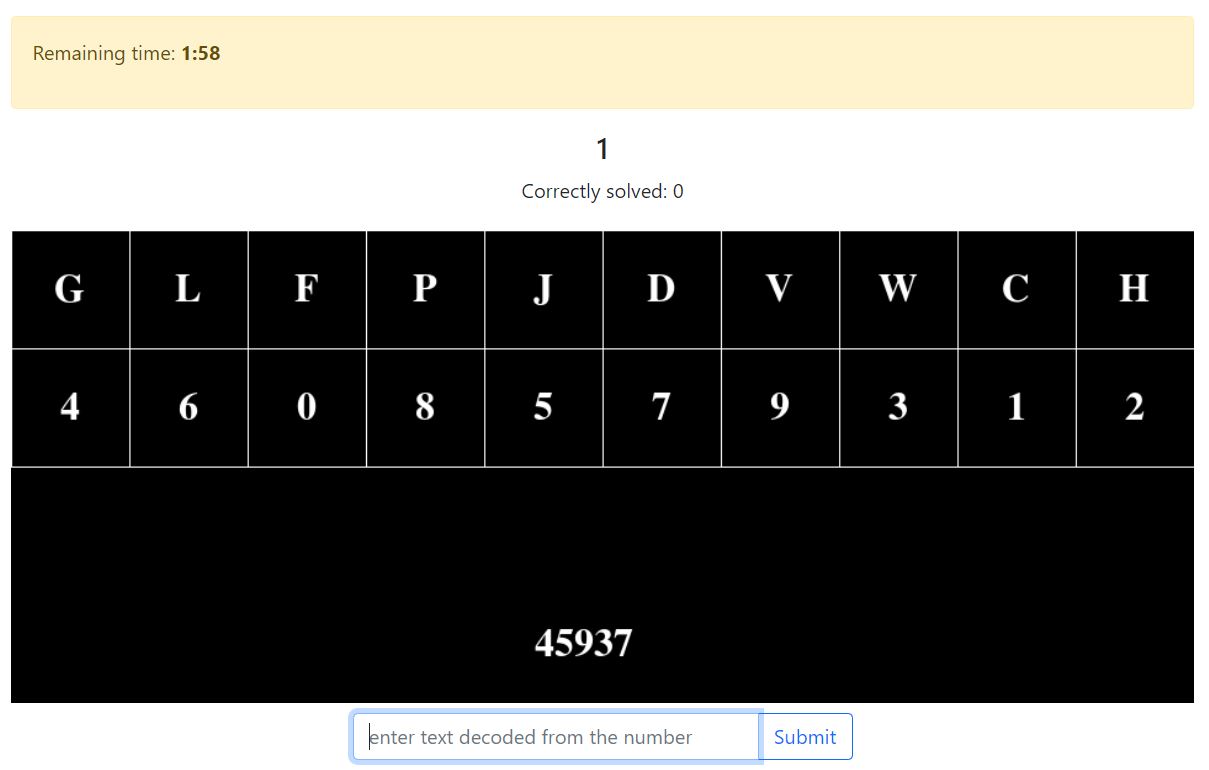 Remaining time: 1:58
1
Correctly solved: 0
G L F P J D V W C H
4 6 0 8 5 7 9 3 1 2
45937
enter text decoded from the number Submit